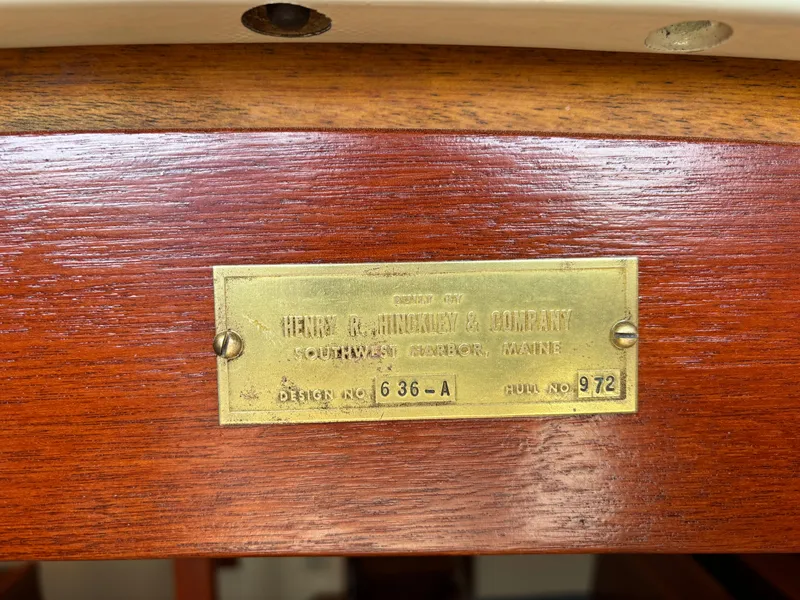 BUILT BY
HENRY R. HINCKLEY & COMPANY
SOUTHWEST HARBOR, MAINE
DESIGN NO. 636-A HULL NO. 972